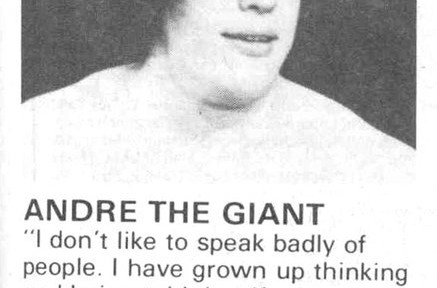 ANDRE THE GIANT
"I don't like to speak badly of
people. I have grown up thinking